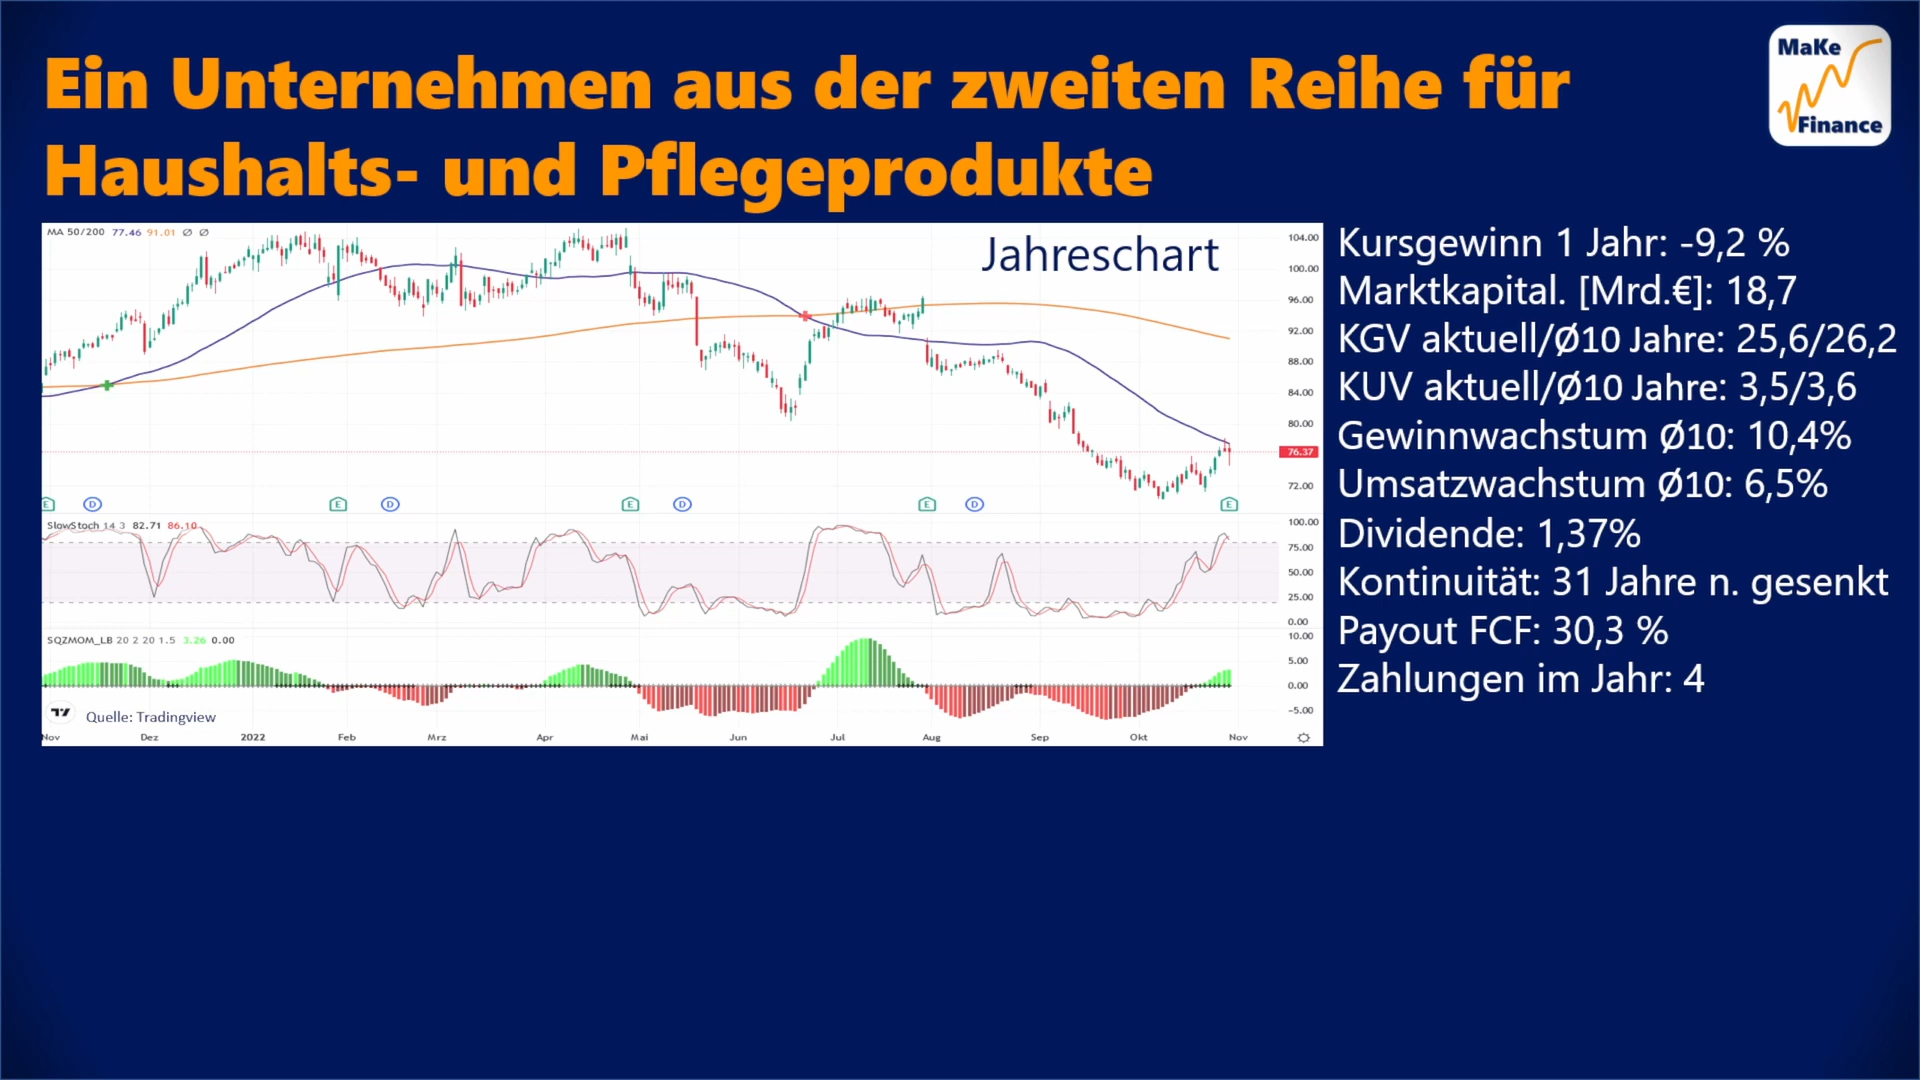 Ein Unternehmen aus der zweiten Reihe für
Haushalts- und Pflegeprodukte
MaKe
Finance
MA 50/200 77.46 91.01 Ø Ø
Jahreschart
104.00
100.00
96.00
92.00
88.00
84.00
80.00
76.37
72.00
E D E D E D E D E
SlowStoch 14 3 82.71 86.10
100.00
75.00
50.00
25.00
0.00
SQZMOM_LB 20 2 20 1.5 3.26 0.00
10.00
5.00
0.00
−5.00
Quelle: Tradingview
Nov Dez 2022 Feb Mrz Apr Mai Jun Jul Aug Sep Okt Nov
Kursgewinn 1 Jahr: -9,2 %
Marktkapital. [Mrd.€]: 18,7
KGV aktuell/Ø10 Jahre: 25,6/26,2
KUV aktuell/Ø10 Jahre: 3,5/3,6
Gewinnwachstum Ø10: 10,4%
Umsatzwachstum Ø10: 6,5%
Dividende: 1,37%
Kontinuität: 31 Jahre n. gesenkt
Payout FCF: 30,3 %
Zahlungen im Jahr: 4